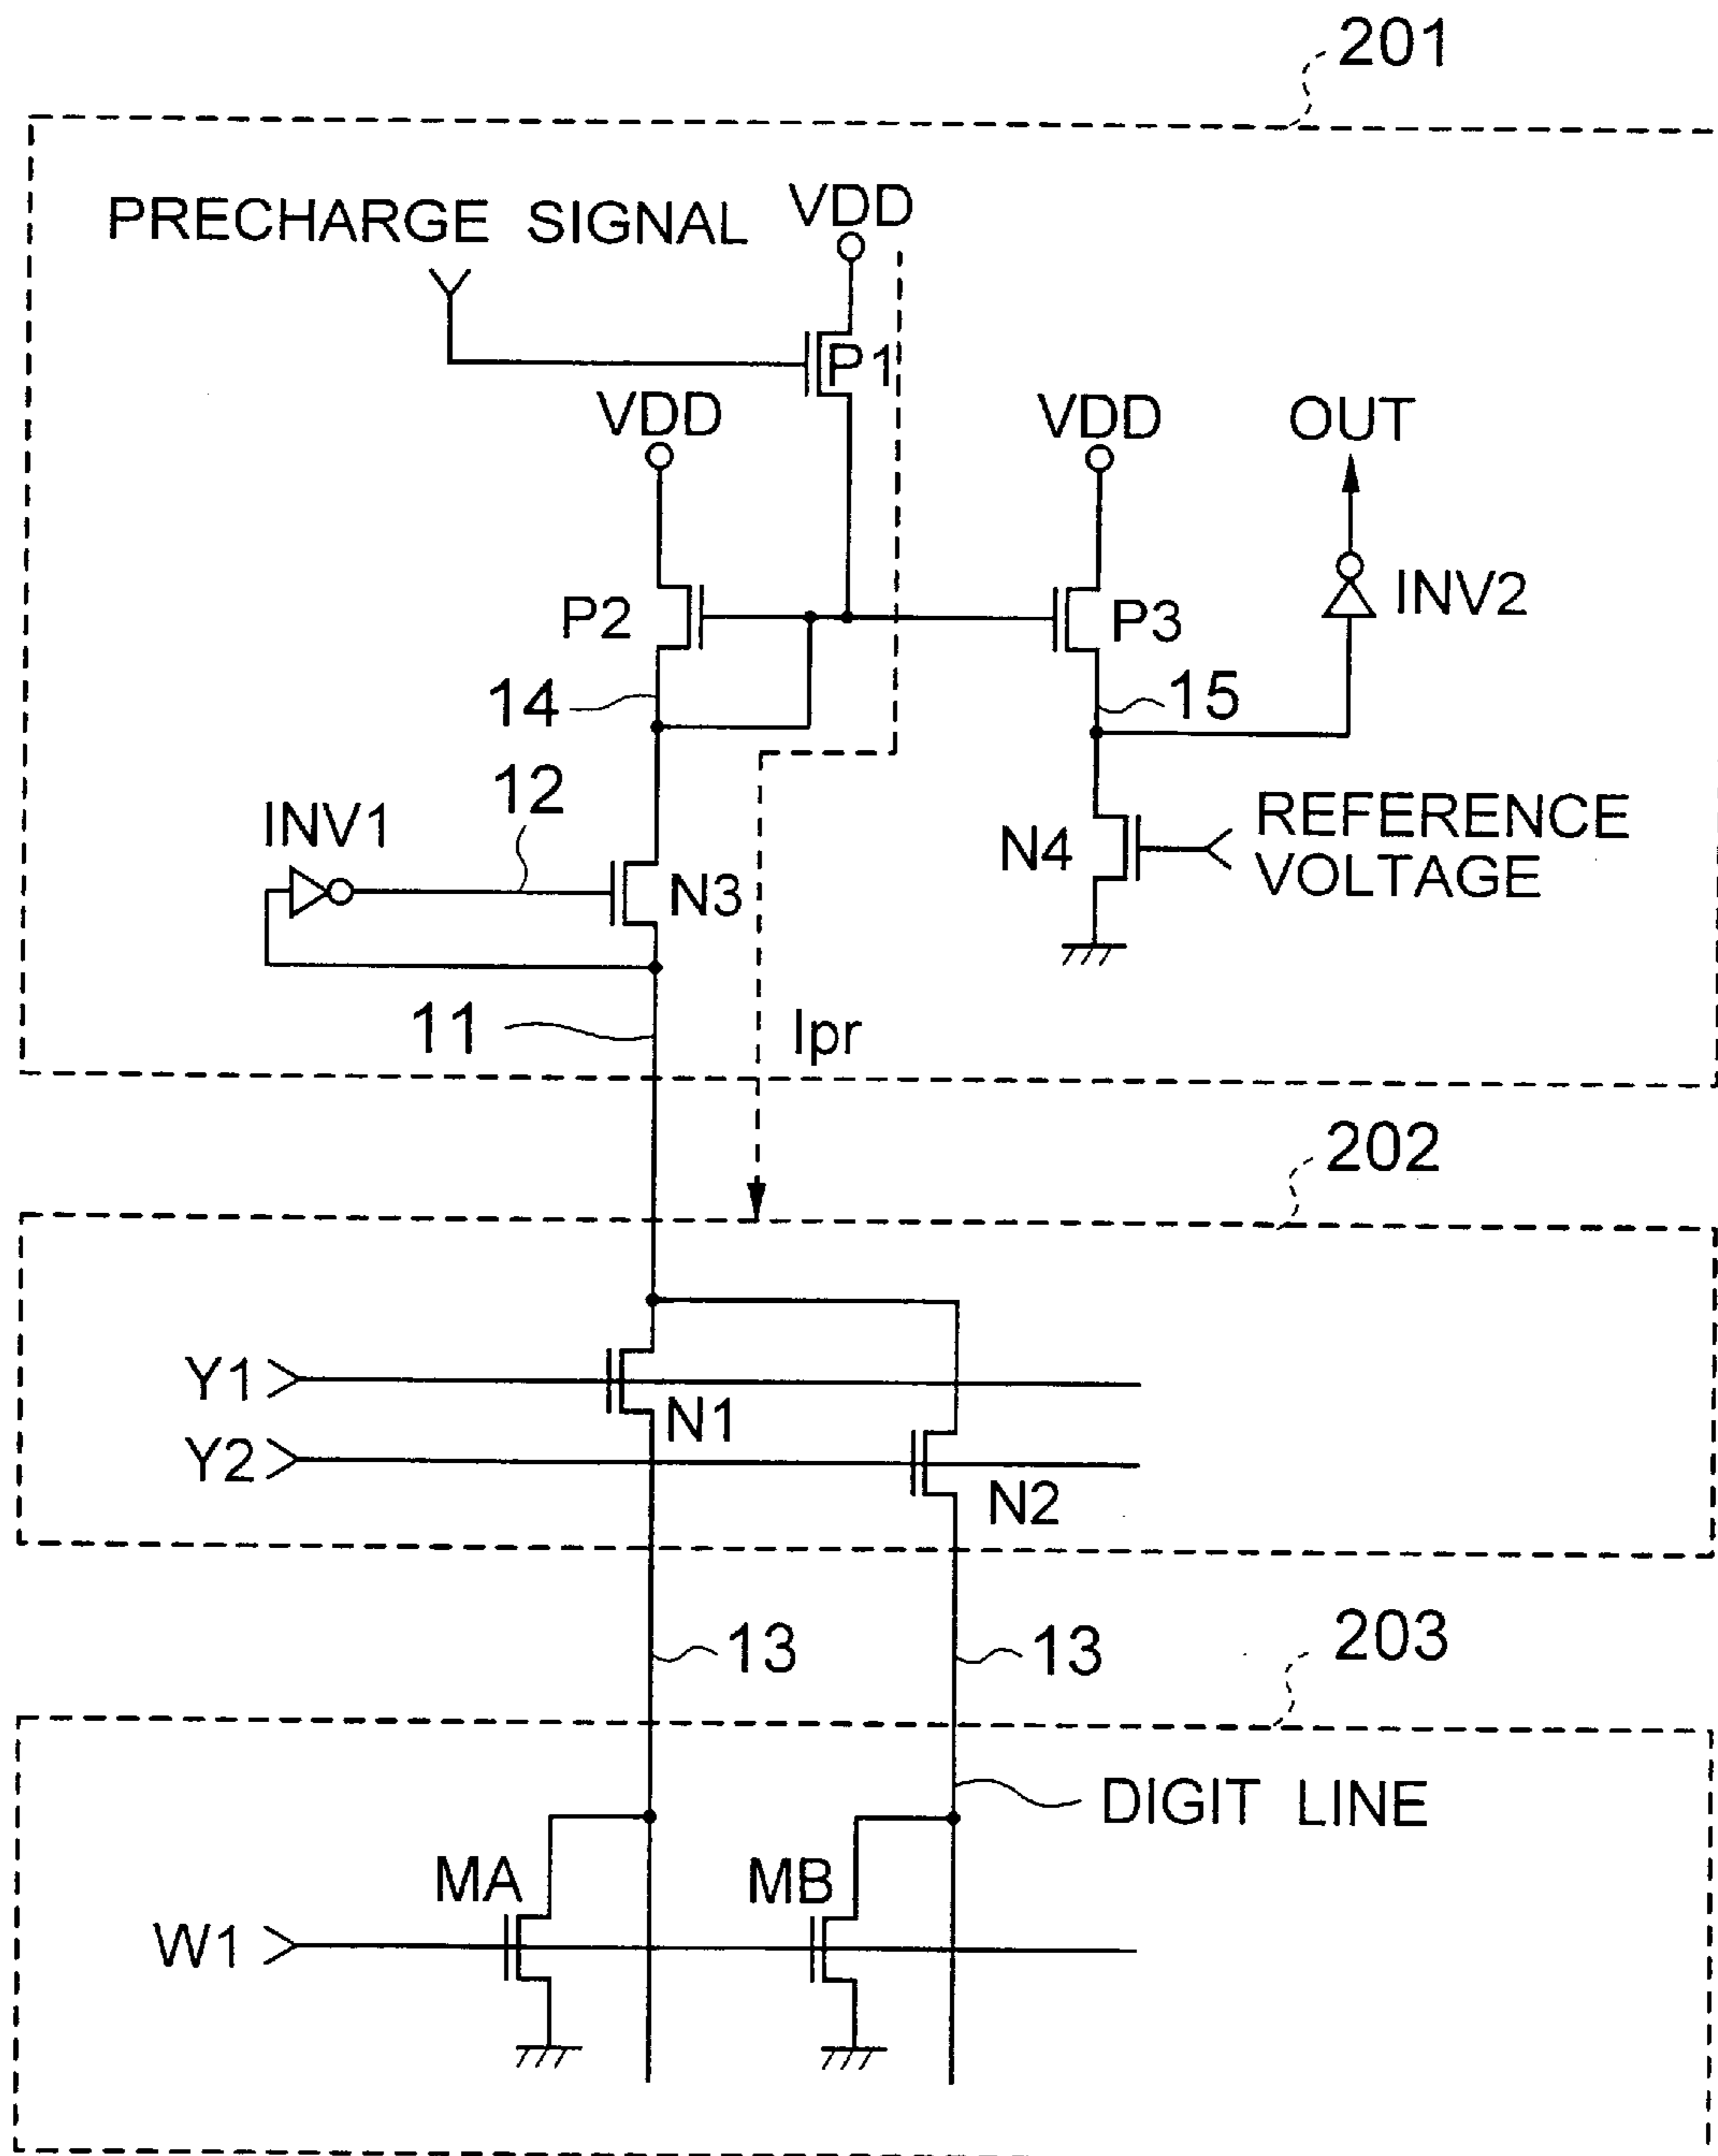 201
PRECHARGE SIGNAL
VDD
P1
VDD
VDD
OUT
P2
P3
INV2
14
15
12
INV1
N3
N4
REFERENCE
VOLTAGE
11
Ipr
202
Y1
N1
Y2
N2
13
13
203
DIGIT LINE
MA
MB
W1